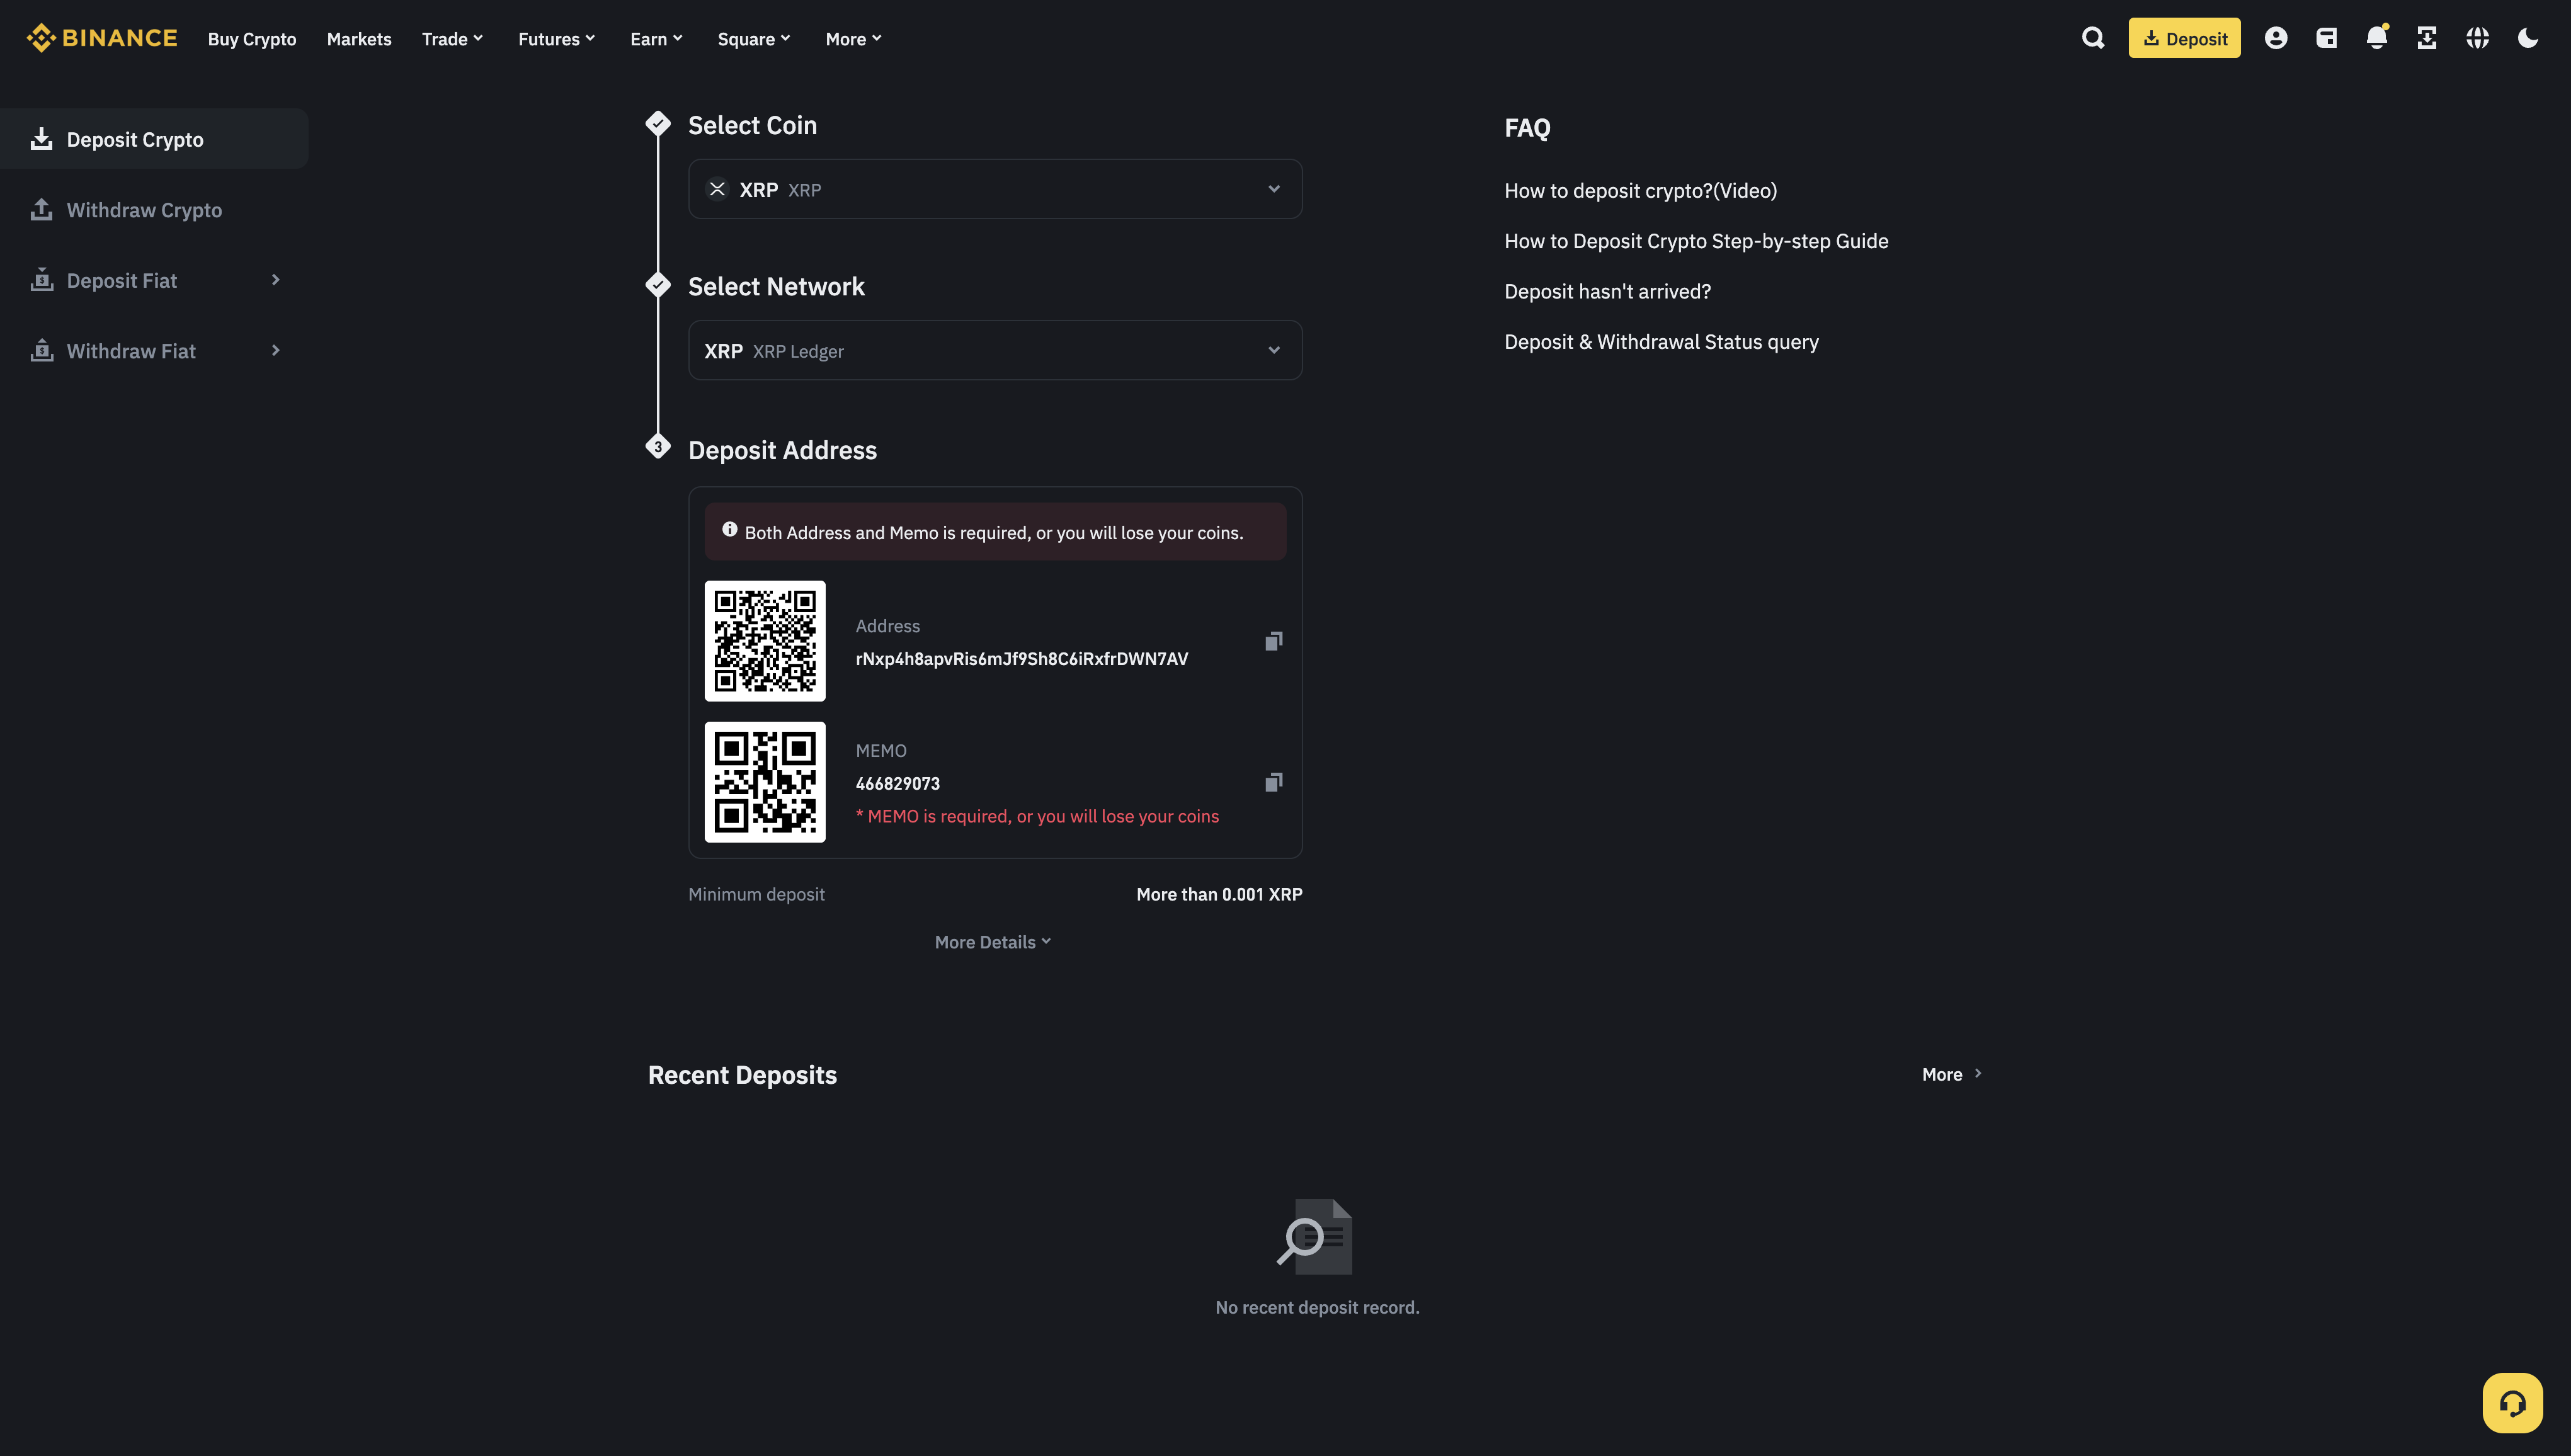 BINANCE Buy Crypto Markets Trade Futures Earn Square More Deposit
Deposit Crypto
Withdraw Crypto
Deposit Fiat
Withdraw Fiat
Select Coin
XRP XRP
Select Network
XRP XRP Ledger
3 Deposit Address
Both Address and Memo is required, or you will lose your coins.
Address
rNxp4h8apvRis6mJf9Sh8C6iRxfrDWN7AV
MEMO
466829073
* MEMO is required, or you will lose your coins
Minimum deposit More than 0.001 XRP
More Details
FAQ
How to deposit crypto?(Video)
How to Deposit Crypto Step-by-step Guide
Deposit hasn't arrived?
Deposit & Withdrawal Status query
Recent Deposits More
No recent deposit record.